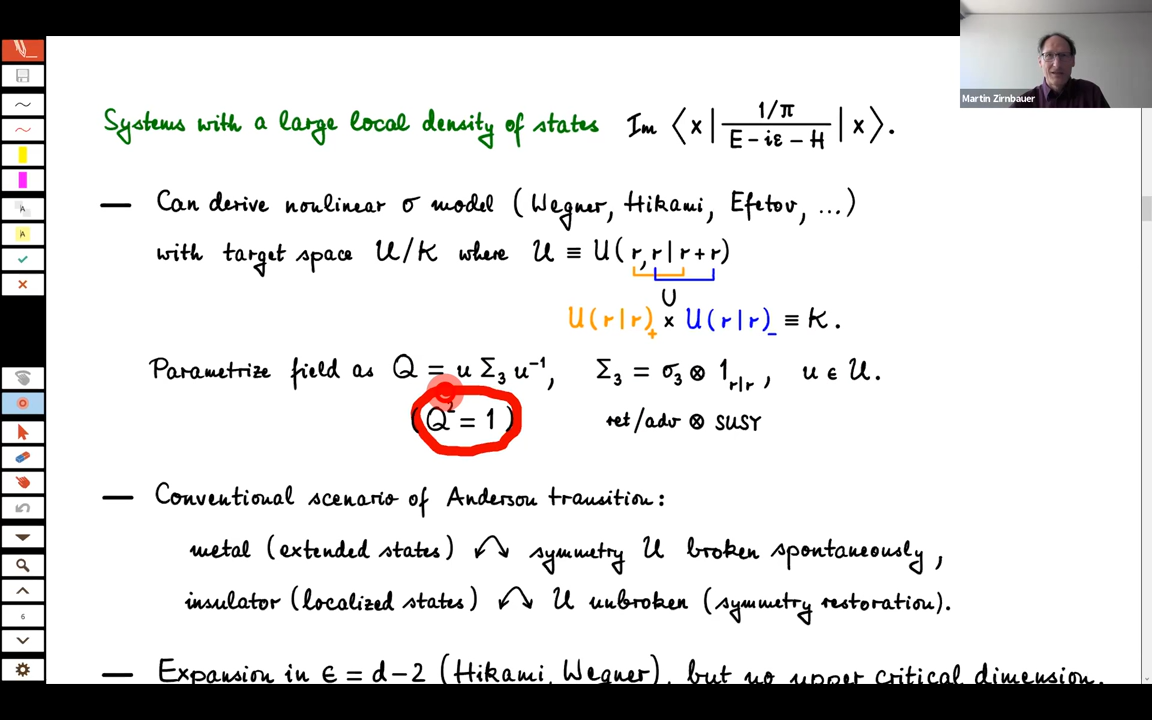 Martin Zirnbauer
Systems with a large local density of states Im ⟨x| 1/π / (E − iε − H) |x⟩.
— Can derive nonlinear σ model (Wegner, Hikami, Efetov, ...)
with target space U/K where U ≡ U(r,r|r+r)
∪
U(r|r)₊ × U(r|r)₋ ≡ K.
Parametrize field as Q = u Σ₃ u⁻¹, Σ₃ = σ₃ ⊗ 1_{r|r}, u ∈ U.
(Q² = 1) ret/adv ⊗ SUSY
— Conventional scenario of Anderson transition:
metal (extended states) ↶↷ symmetry U broken spontaneously,
insulator (localized states) ↶↷ U unbroken (symmetry restoration).
— Expansion in ϵ = d−2 (Hikami, Wegner), but no upper critical dimension.
A
A
6